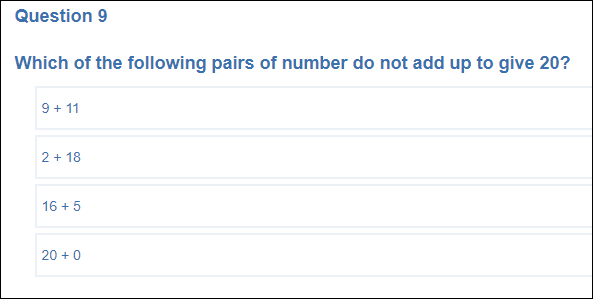 Question 9
Which of the following pairs of number do not add up to give 20?
9 + 11
2 + 18
16 + 5
20 + 0